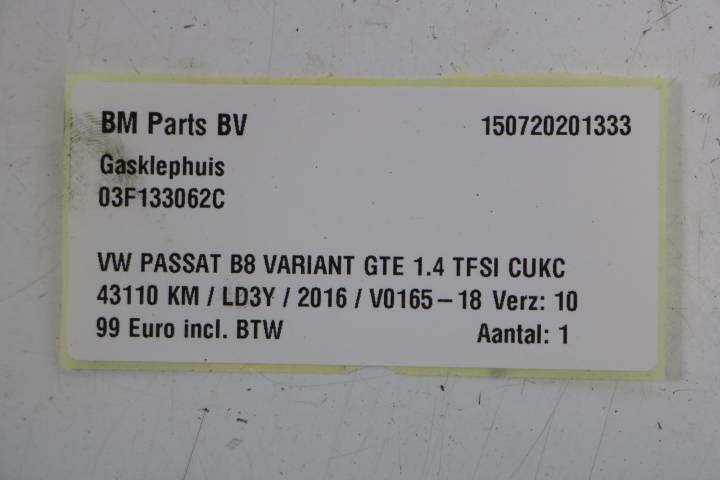 BM Parts BV 150720201333
Gasklephuis
03F133062C
VW PASSAT B8 VARIANT GTE 1.4 TFSI CUKC
43110 KM / LD3Y / 2016 / V0165-18 Verz: 10
99 Euro incl. BTW Aantal: 1